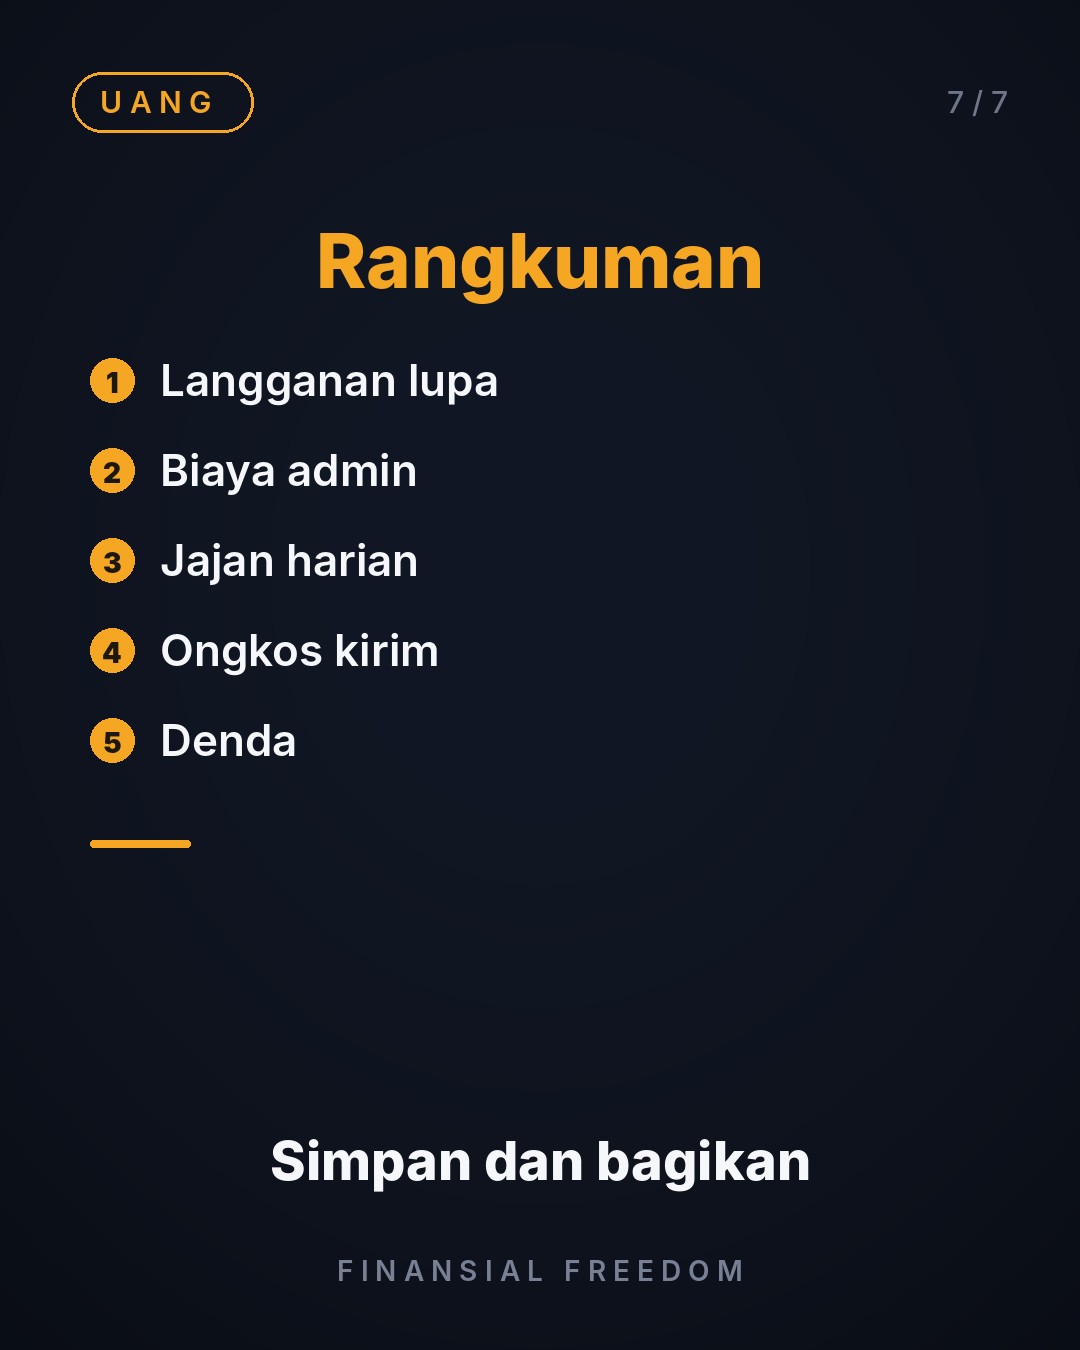 UANG
7/7
Rangkuman
1 Langganan lupa
2 Biaya admin
3 Jajan harian
4 Ongkos kirim
5 Denda
Simpan dan bagikan
FINANSIAL FREEDOM